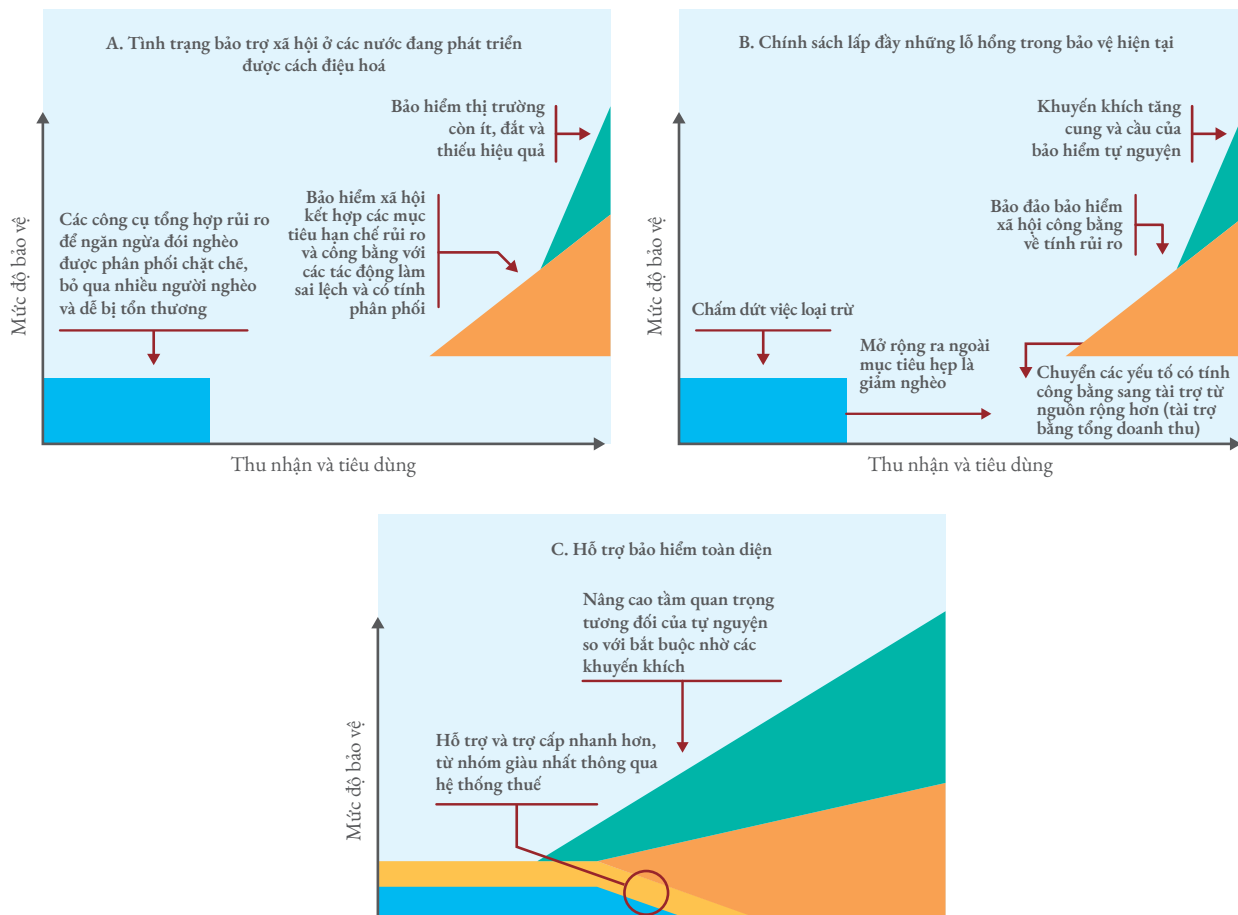 A. Tình trạng bảo trợ xã hội ở các nước đang phát triển
được cách điệu hoá
Bảo hiểm thị trường
còn ít, đắt và
thiếu hiệu quả
Bảo hiểm xã hội
kết hợp các mục
tiêu hạn chế rủi ro
và công bằng với
các tác động làm
sai lệch và có tính
phân phối
Các công cụ tổng hợp rủi ro
để ngăn ngừa đói nghèo
được phân phối chặt chẽ,
bỏ qua nhiều người nghèo
và dễ bị tổn thương
Mức độ bảo vệ
Thu nhận và tiêu dùng
B. Chính sách lấp đầy những lỗ hổng trong bảo vệ hiện tại
Khuyến khích tăng
cung và cầu của
bảo hiểm tự nguyện
Bảo đảo bảo hiểm
xã hội công bằng
về tính rủi ro
Chấm dứt việc loại trừ
Mở rộng ra ngoài
mục tiêu hẹp là
giảm nghèo
Chuyển các yếu tố có tính
công bằng sang tài trợ từ
nguồn rộng hơn (tài trợ
bằng tổng doanh thu)
Mức độ bảo vệ
Thu nhận và tiêu dùng
C. Hỗ trợ bảo hiểm toàn diện
Nâng cao tầm quan trọng
tương đối của tự nguyện
so với bắt buộc nhờ các
khuyến khích
Hỗ trợ và trợ cấp nhanh hơn,
từ nhóm giàu nhất thông qua
hệ thống thuế
Mức độ bảo vệ